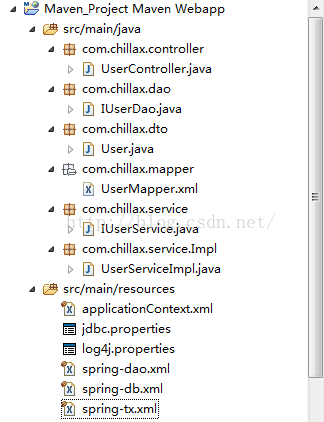 Maven_Project Maven Webapp
src/main/java
com.chillax.controller
UserController.java
com.chillax.dao
IUserDao.java
com.chillax.dto
User.java
com.chillax.mapper
UserMapper.xml
com.chillax.service
http://blog.csdn.net/
IUserService.java
com.chillax.service.Impl
UserServiceImpl.java
src/main/resources
applicationContext.xml
jdbc.properties
log4j.properties
spring-dao.xml
spring-db.xml
spring-tx.xml